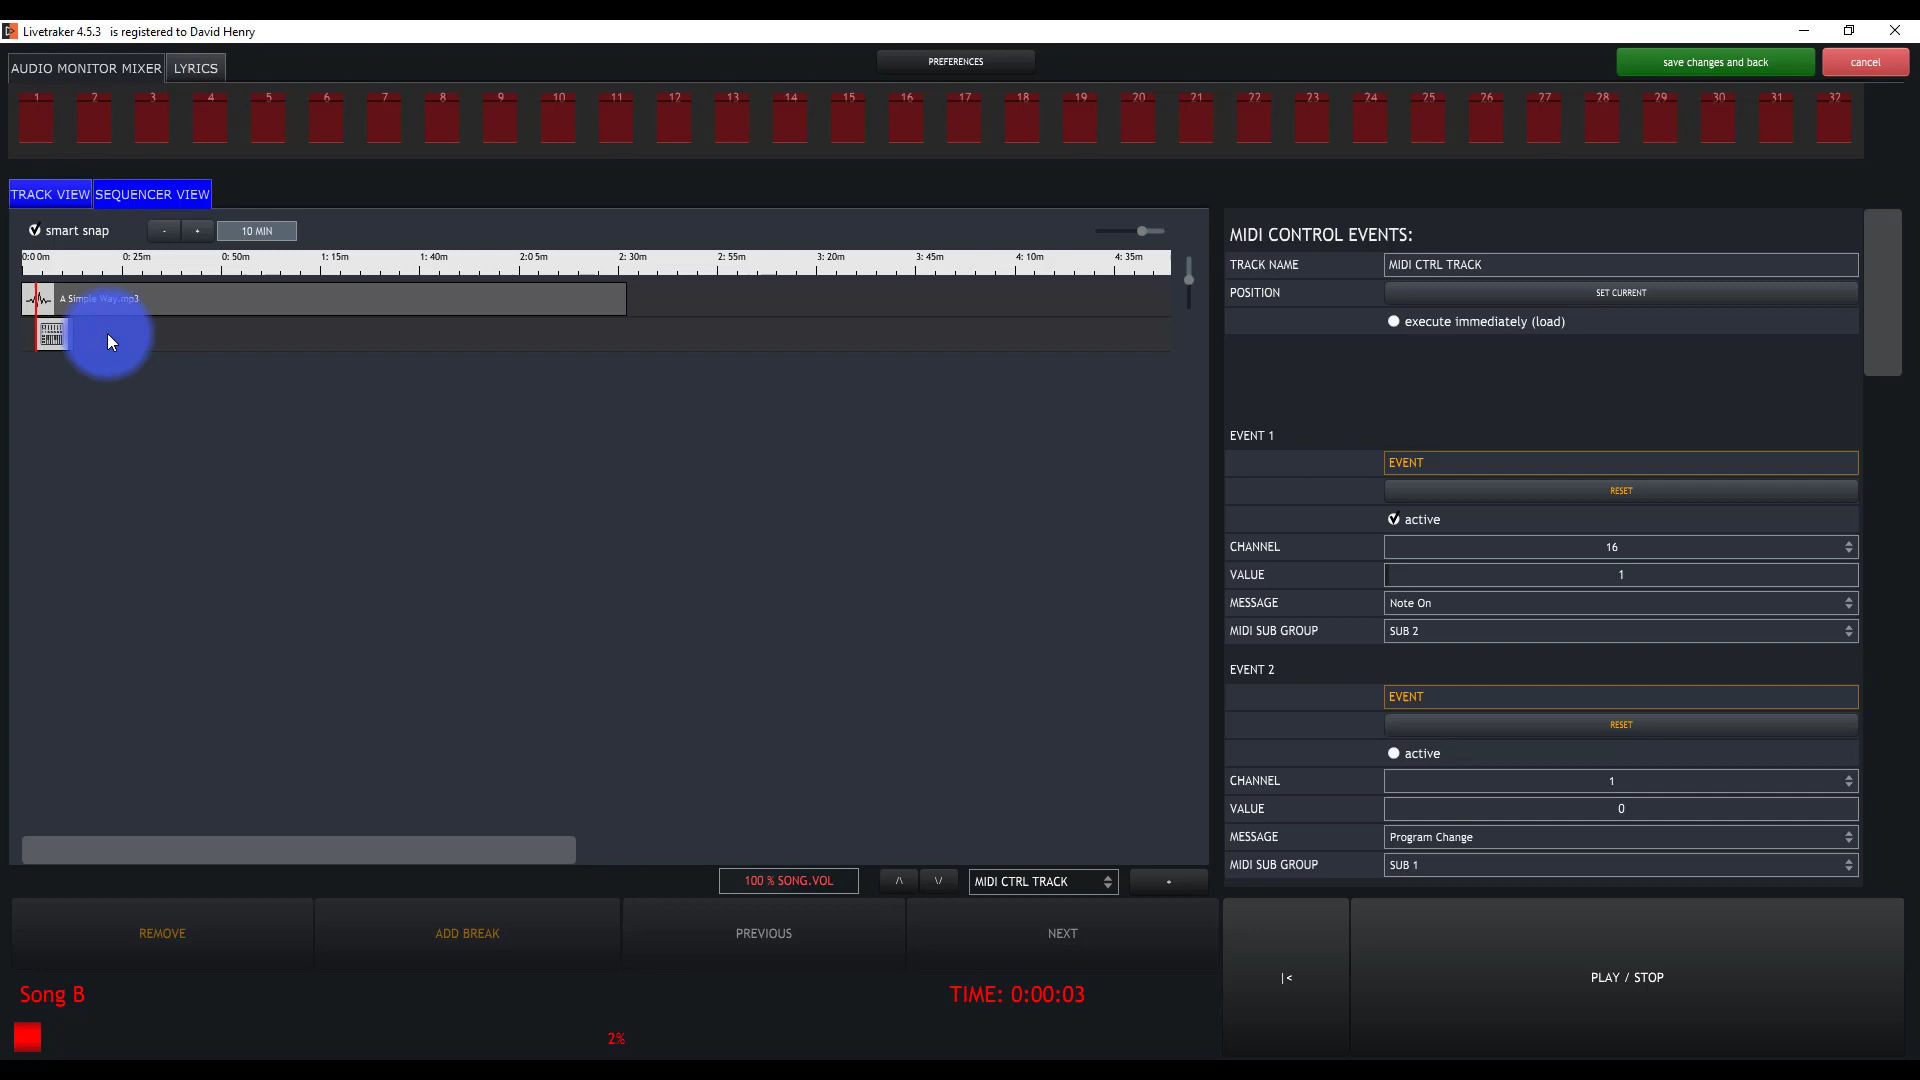 Livetraker 4.5.3 is registered to David Henry
AUDIO MONITOR MIXER LYRICS PREFERENCES save changes and back cancel
1 2 3 4 5 6 7 8 9 10 11 12 13 14 15 16 17 18 19 20 21 22 23 24 25 26 27 28 29 30 31 32
TRACK VIEW SEQUENCER VIEW
smart snap - + 10 MIN
0:0 0m 0: 25m 0: 50m 1: 15m 1: 40m 2:0 5m 2: 30m 2: 55m 3: 20m 3: 45m 4: 10m 4: 35m
A Simple Way.mp3
MIDI CONTROL EVENTS:
TRACK NAME MIDI CTRL TRACK
POSITION SET CURRENT
execute immediately (load)
EVENT 1
EVENT
RESET
active
CHANNEL 16
VALUE 1
MESSAGE Note On
MIDI SUB GROUP SUB 2
EVENT 2
EVENT
RESET
active
CHANNEL 1
VALUE 0
MESSAGE Program Change
MIDI SUB GROUP SUB 1
100 % SONG.VOL /\ \/ MIDI CTRL TRACK +
REMOVE ADD BREAK PREVIOUS NEXT
|< PLAY / STOP
Song B TIME: 0:00:03
2%